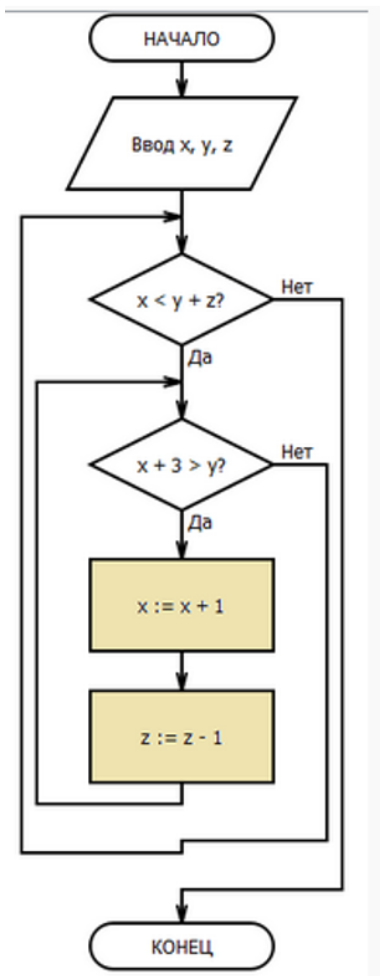 НАЧАЛО
Ввод x, y, z
x < y + z?
Нет
Да
x + 3 > y?
Нет
Да
x := x + 1
z := z - 1
КОНЕЦ